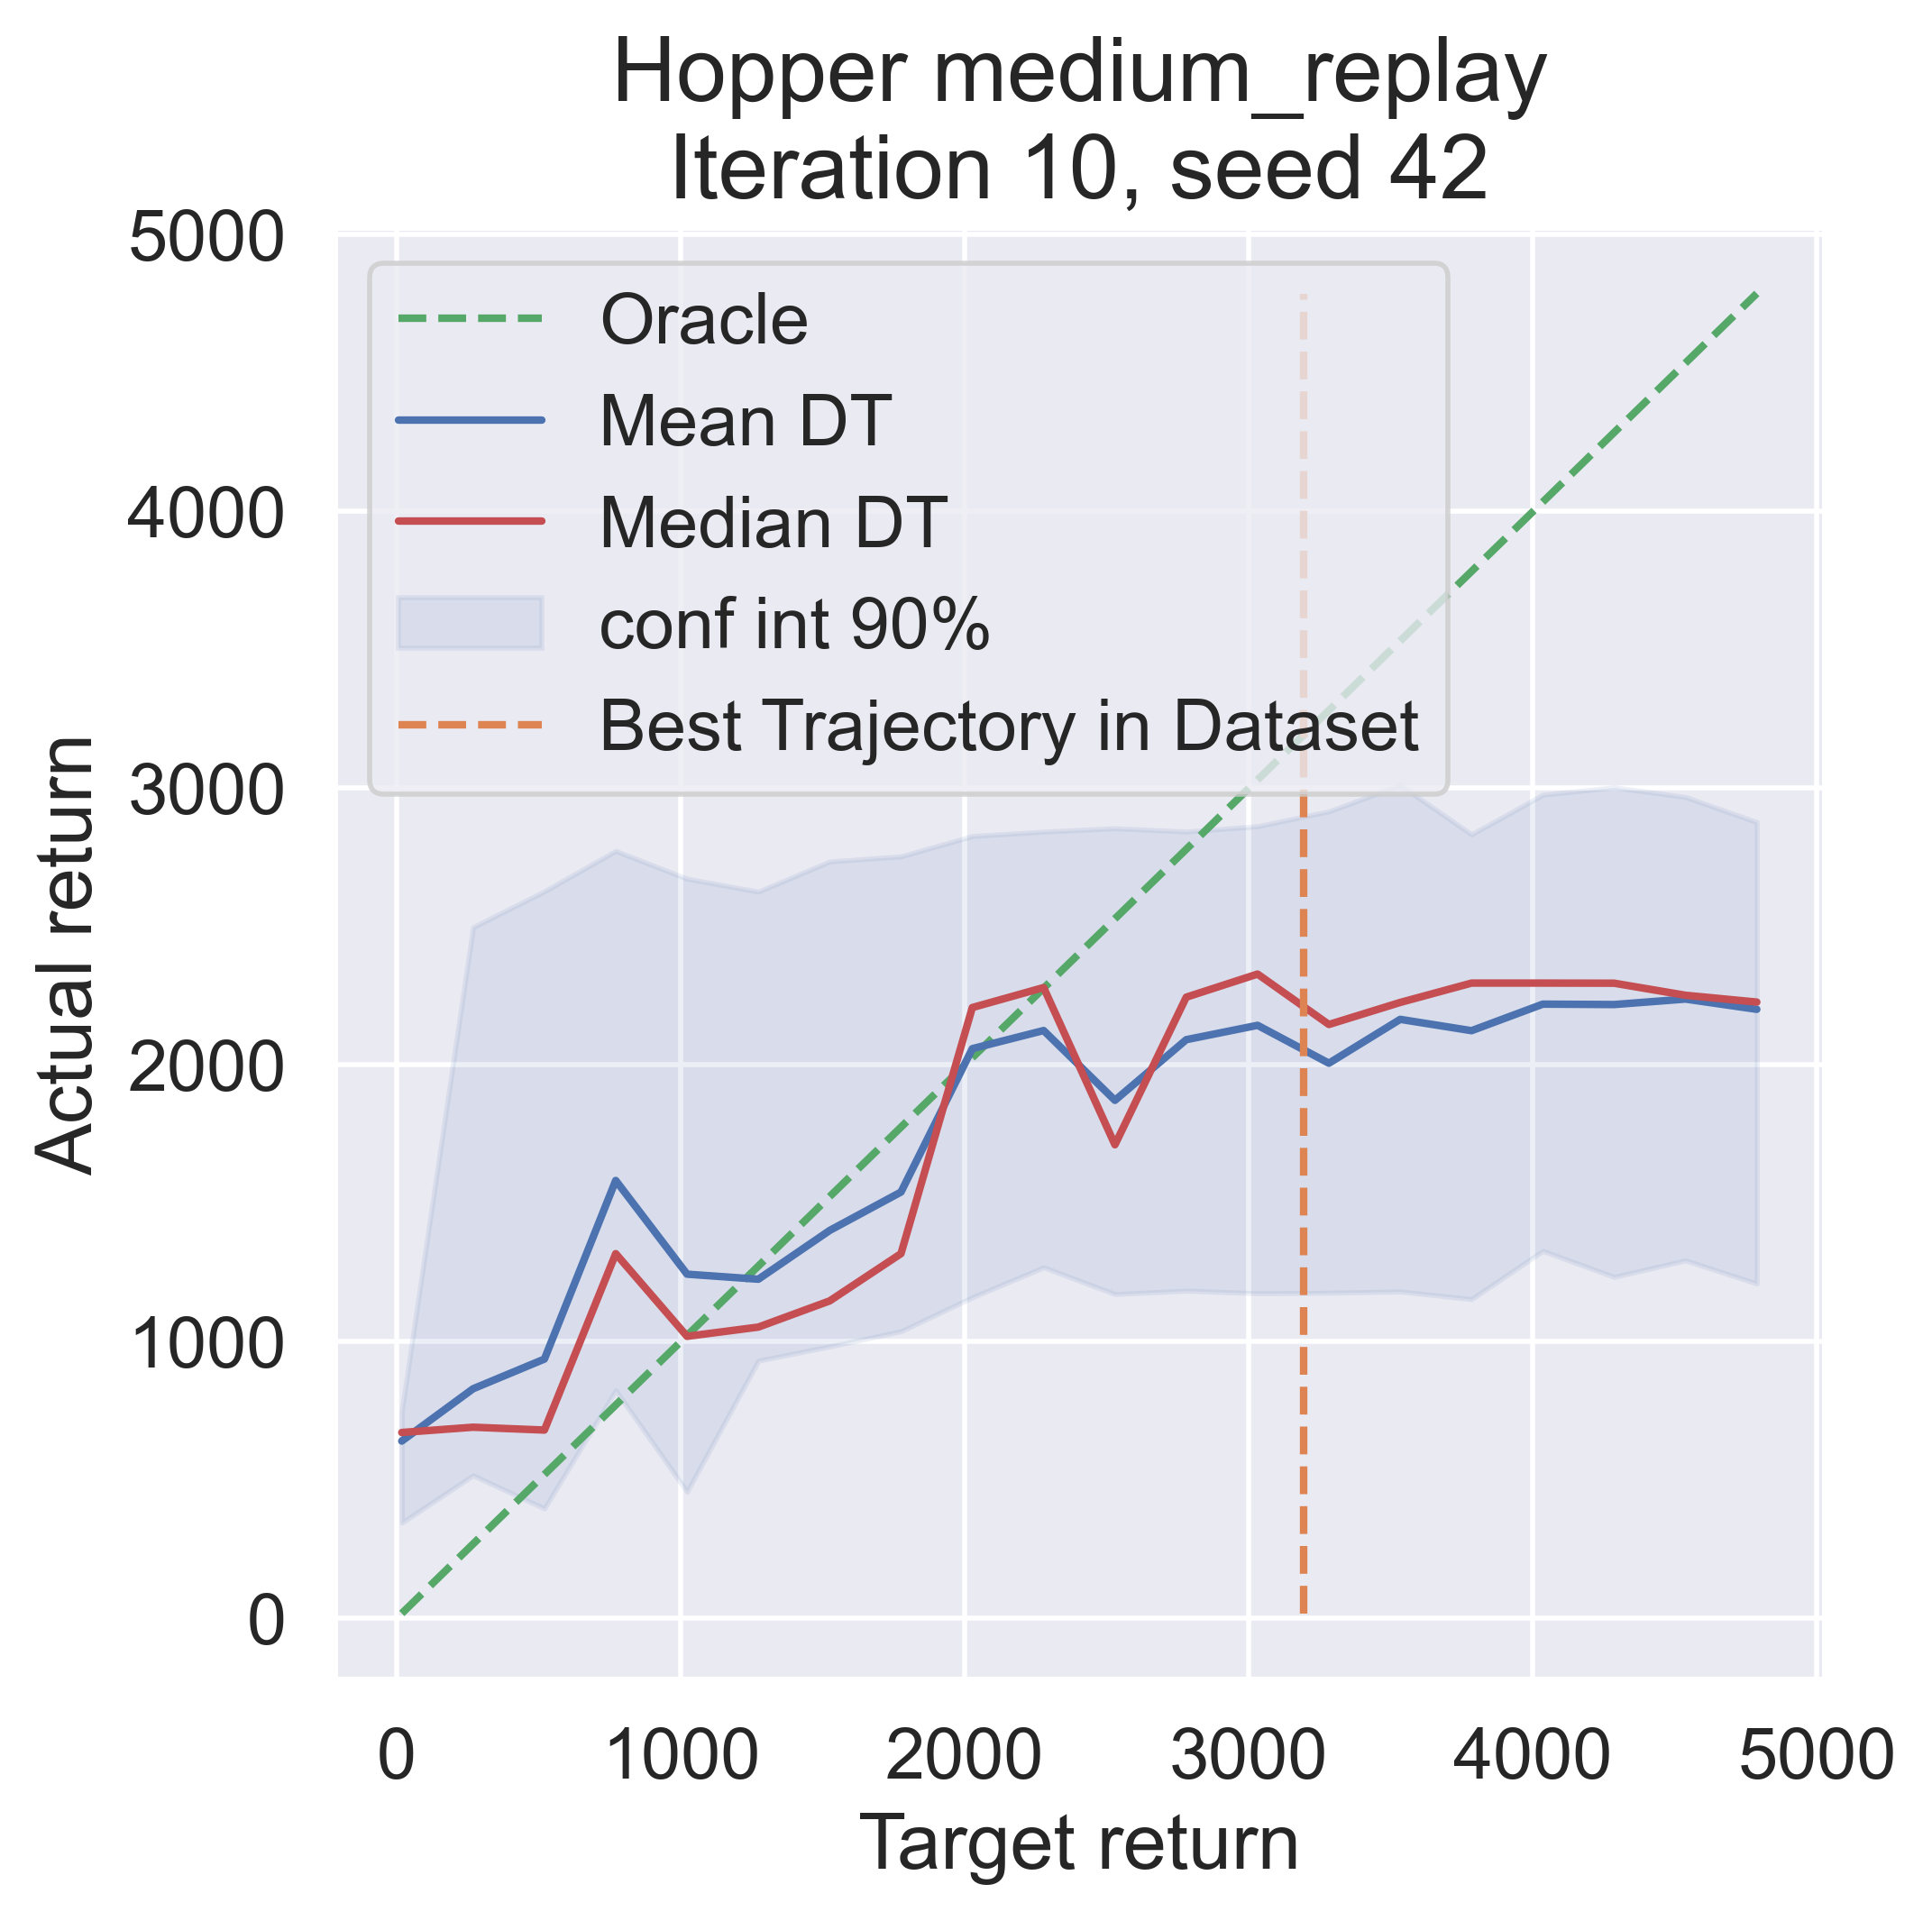 Hopper medium_replay
Iteration 10, seed 42
5000
4000
3000
2000
1000
0
Actual return
Oracle
Mean DT
Median DT
conf int 90%
Best Trajectory in Dataset
0
1000
2000
3000
4000
5000
Target return